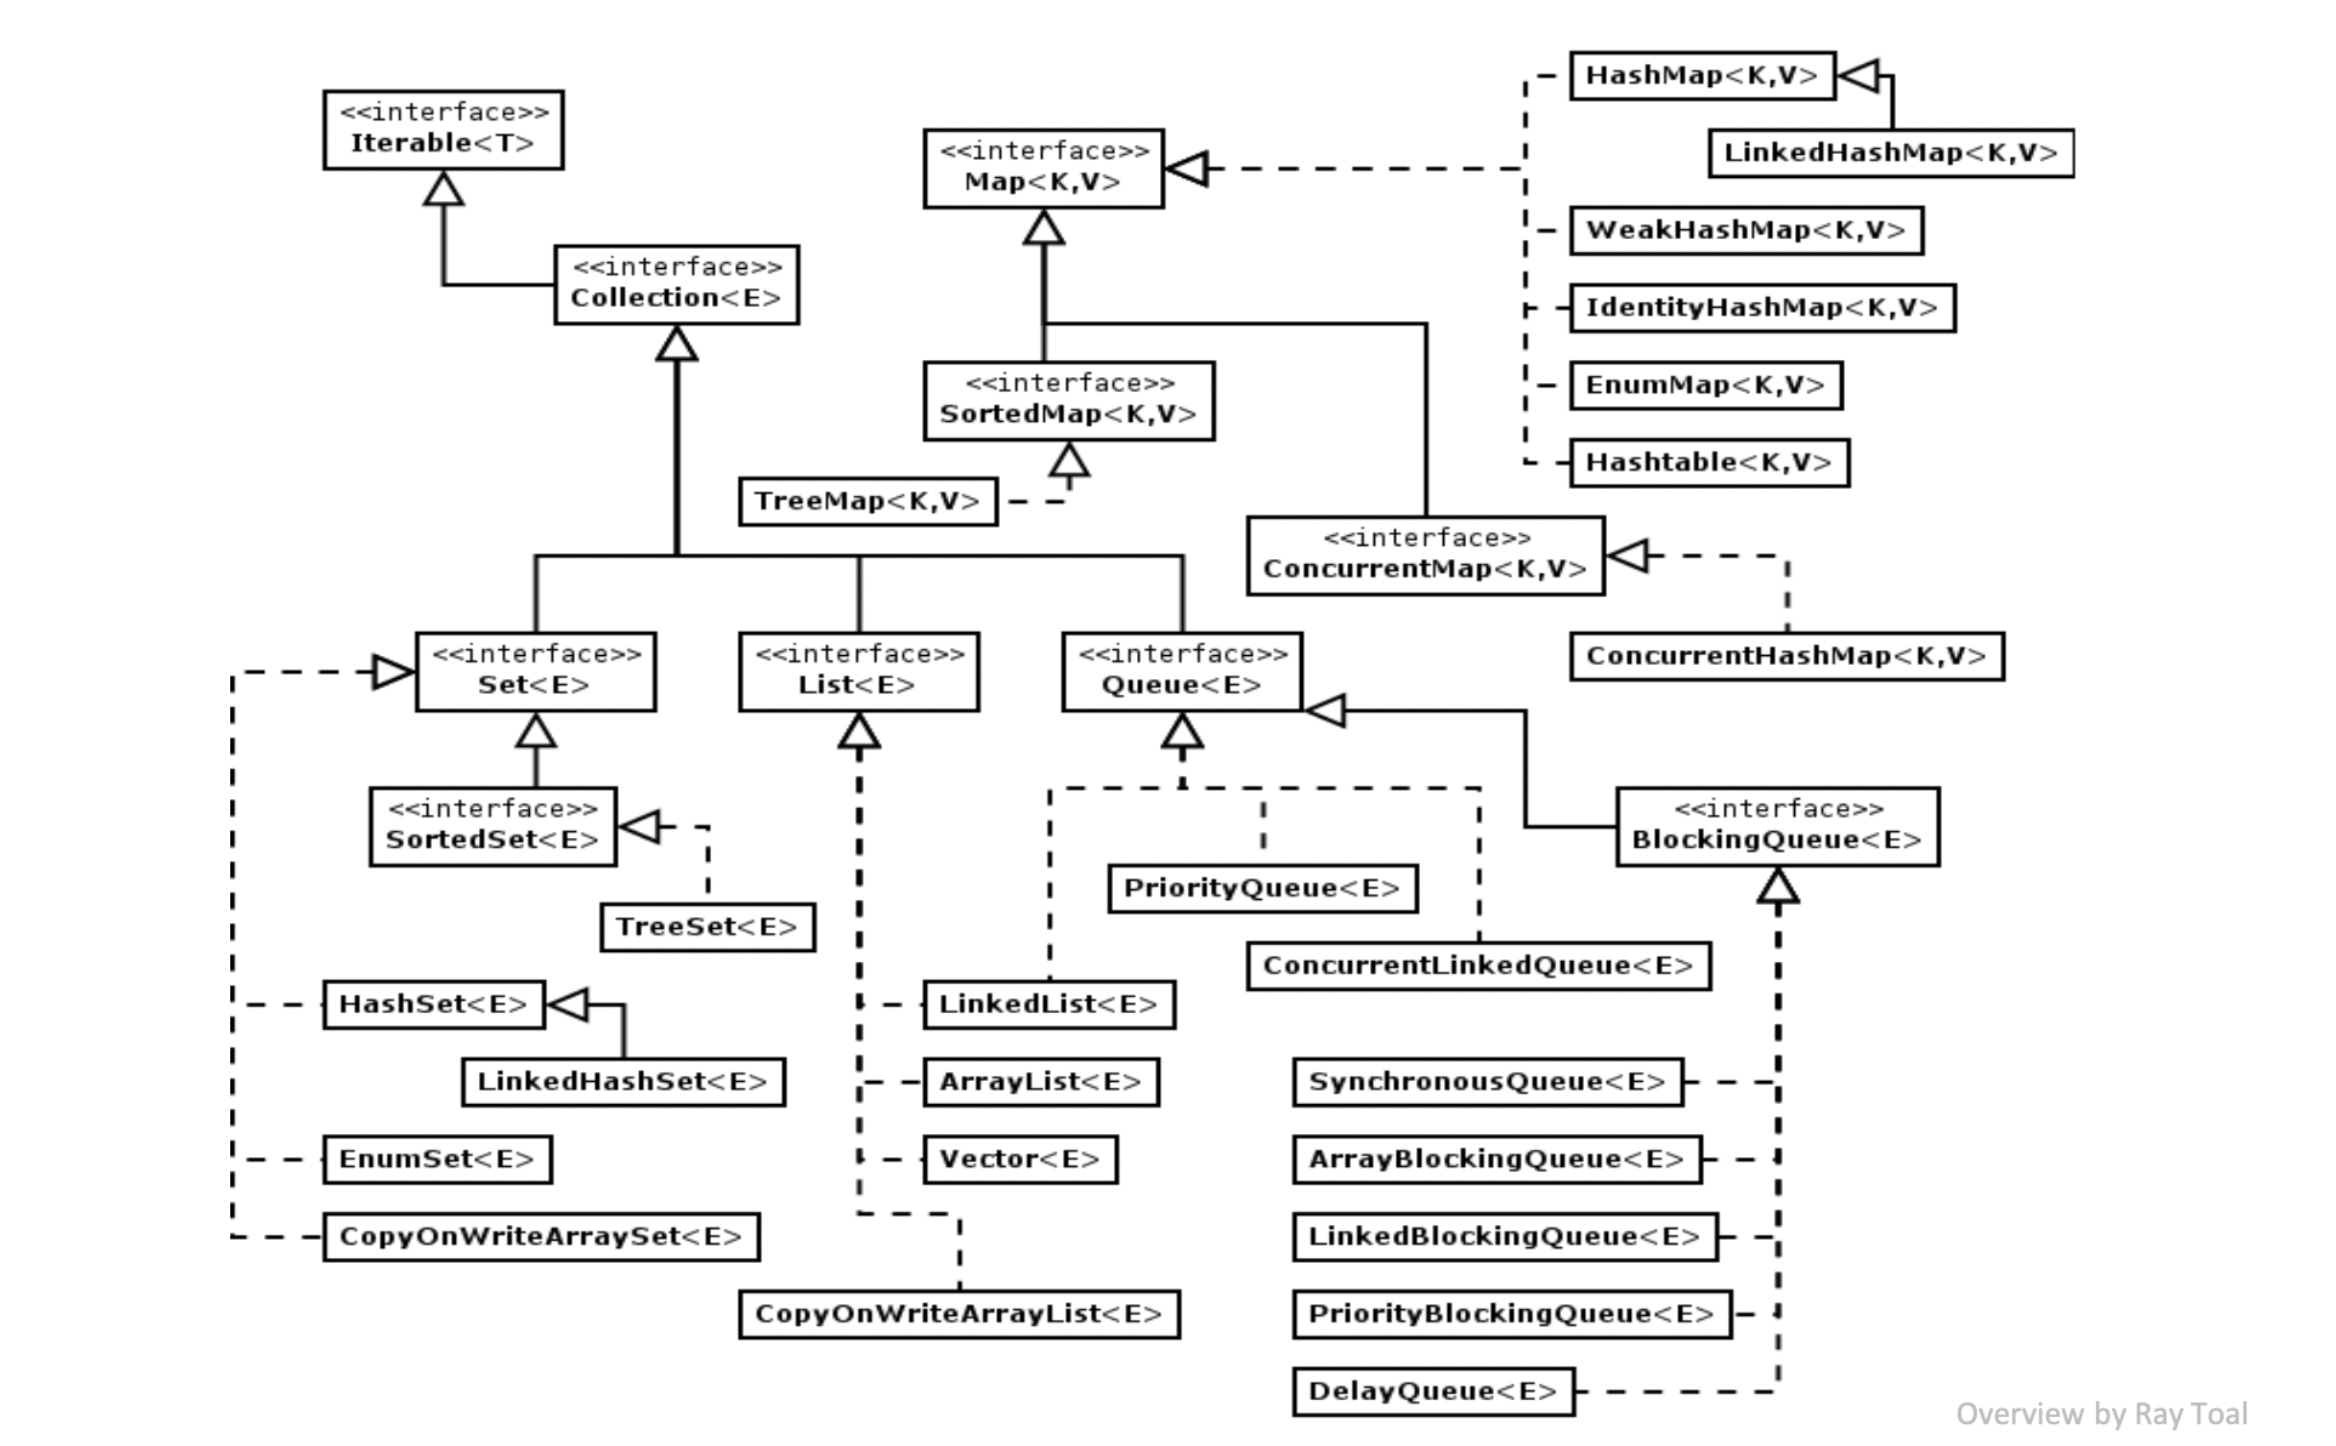 HashMap<K,V>
<<interface>>
Iterable<T>
<<interface>>
Map<K,V>
LinkedHashMap<K,V>
WeakHashMap<K,V>
<<interface>>
Collection<E>
IdentityHashMap<K,V>
<<interface>>
SortedMap<K,V>
EnumMap<K,V>
Hashtable<K,V>
TreeMap<K,V>
<<interface>>
ConcurrentMap<K,V>
<<interface>>
Set<E>
<<interface>>
List<E>
<<interface>>
Queue<E>
ConcurrentHashMap<K,V>
<<interface>>
SortedSet<E>
<<interface>>
BlockingQueue<E>
PriorityQueue<E>
TreeSet<E>
ConcurrentLinkedQueue<E>
HashSet<E>
LinkedList<E>
LinkedHashSet<E>
ArrayList<E>
SynchronousQueue<E>
EnumSet<E>
Vector<E>
ArrayBlockingQueue<E>
CopyOnWriteArraySet<E>
LinkedBlockingQueue<E>
CopyOnWriteArrayList<E>
PriorityBlockingQueue<E>
DelayQueue<E>
Overview by Ray Toal